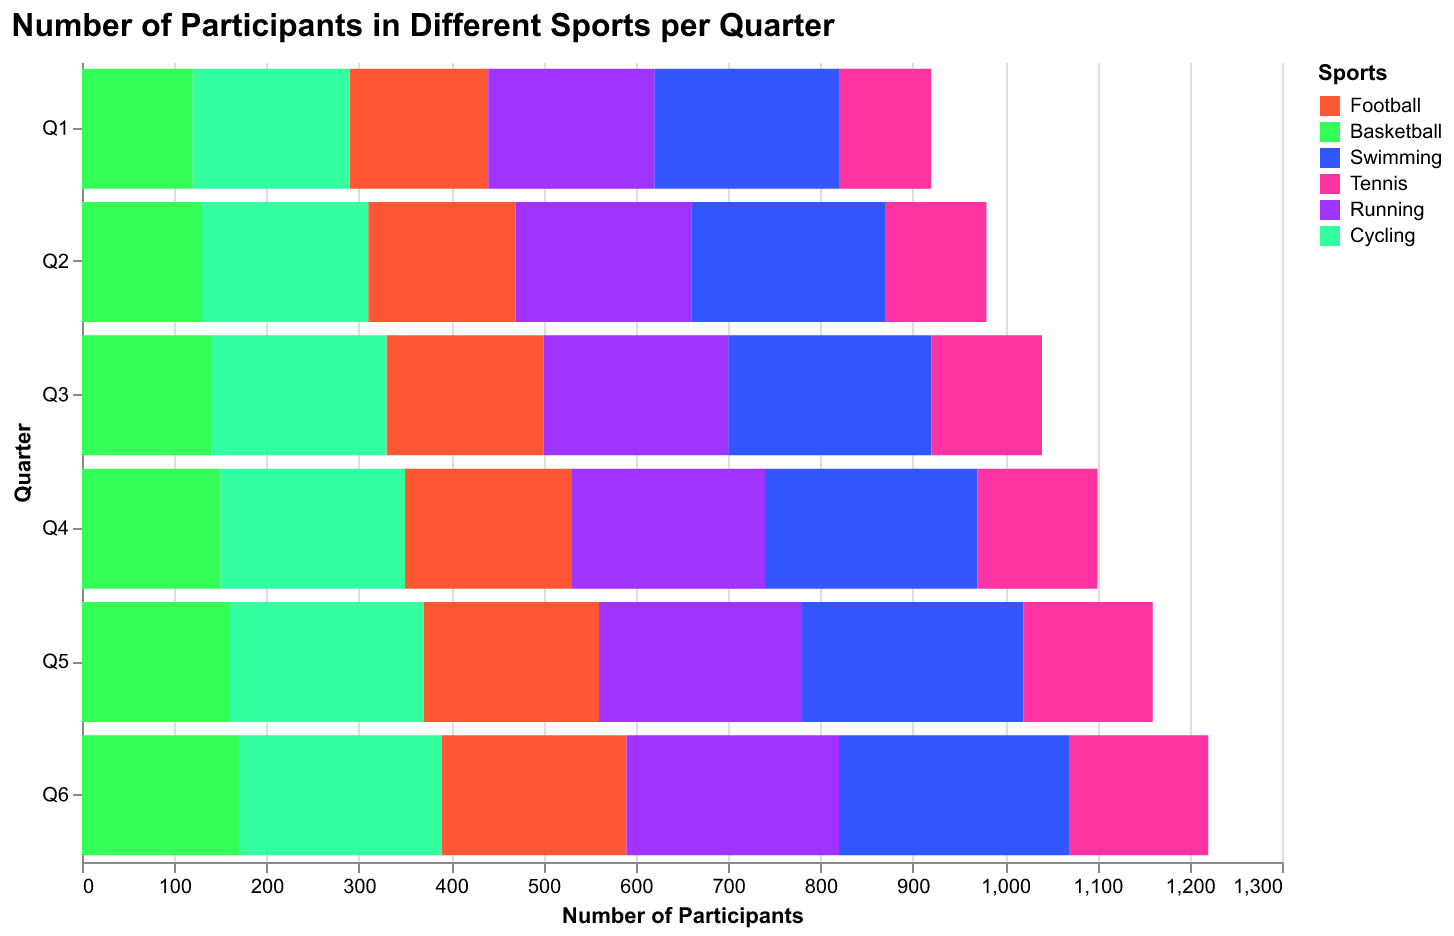 Number of Participants in Different Sports per Quarter
Sports
Football
Basketball
Swimming
Tennis
Running
Cycling
Quarter
Q1
Q2
Q3
Q4
Q5
Q6
0 100 200 300 400 500 600 700 800 900 1,000 1,100 1,200 1,300
Number of Participants